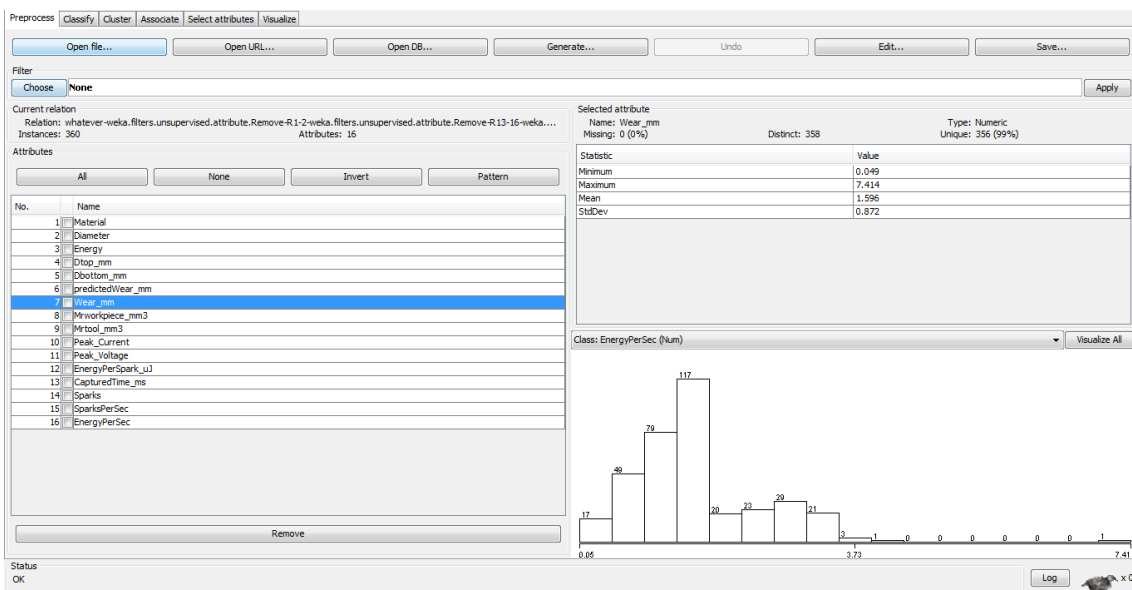 Preprocess Classify Cluster Associate Select attributes Visualize
Open file... Open URL... Open DB... Generate... Undo Edit... Save...
Filter
Choose None Apply
Current relation
Relation: whatever-weka.filters.unsupervised.attribute.Remove-R1-2-weka.filters.unsupervised.attribute.Remove-R13-16-weka....
Instances: 360 Attributes: 16
Attributes
All None Invert Pattern
No. Name
1 Material
2 Diameter
3 Energy
4 Dtop_mm
5 Dbottom_mm
6 predictedWear_mm
7 Wear_mm
8 Mrworkpiece_mm3
9 Mrtool_mm3
10 Peak_Current
11 Peak_Voltage
12 EnergyPerSpark_uJ
13 CapturedTime_ms
14 Sparks
15 SparksPerSec
16 EnergyPerSec
Remove
Selected attribute
Name: Wear_mm Type: Numeric
Missing: 0 (0%) Distinct: 358 Unique: 356 (99%)
Statistic Value
Minimum 0.049
Maximum 7.414
Mean 1.596
StdDev 0.872
Class: EnergyPerSec (Num) Visualize All
17 49 79 117 20 23 29 21 3 1 0 0 0 0 0 0 1
0.05 3.73 7.41
Status
OK Log x 0